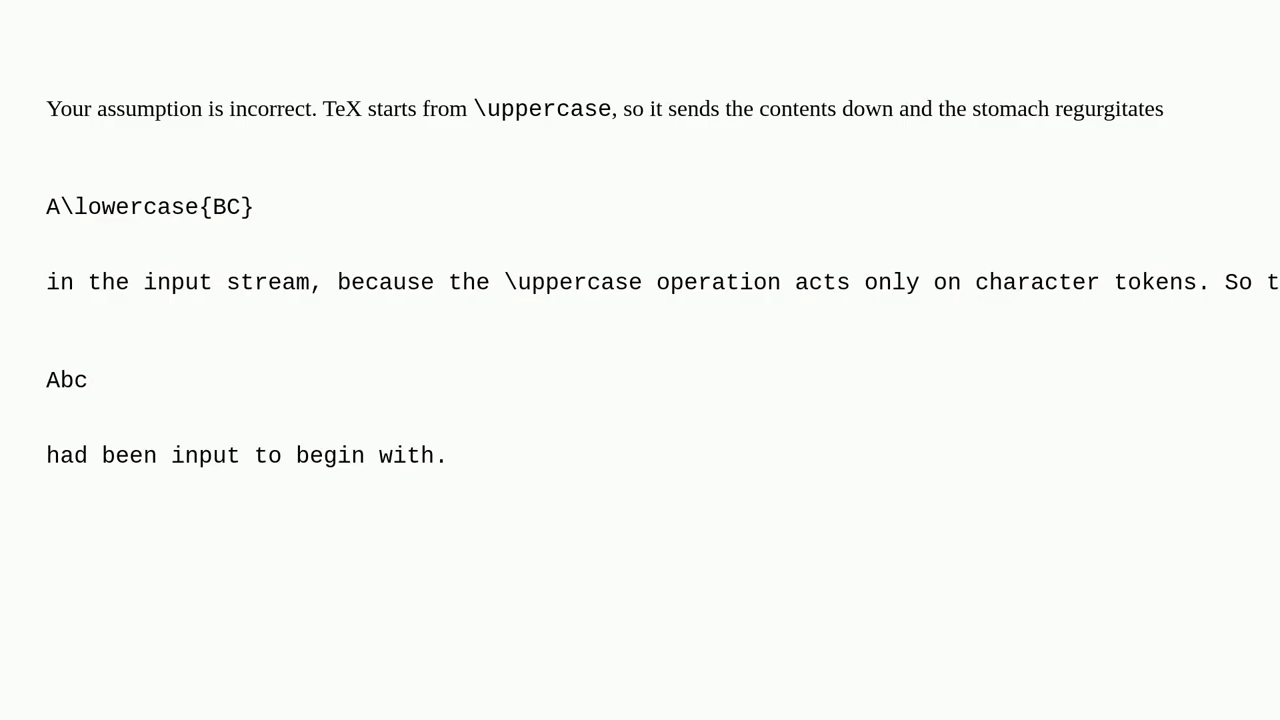 Your assumption is incorrect. TeX starts from \uppercase, so it sends the contents down and the stomach regurgitates
A\lowercase{BC}
in the input stream, because the \uppercase operation acts only on character tokens. So
Abc
had been input to begin with.